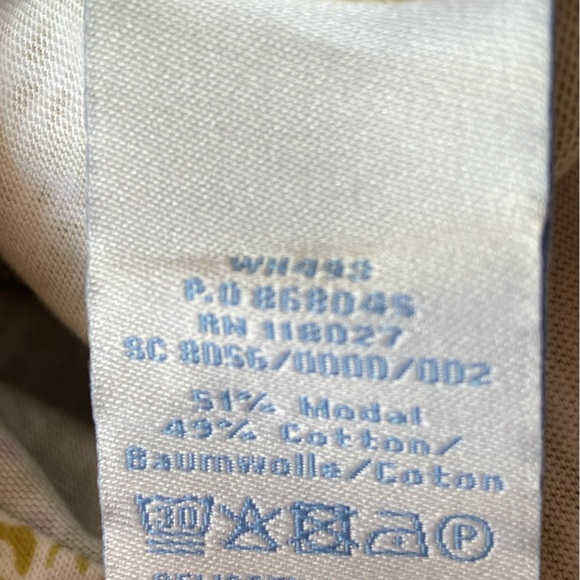 WH443
P.O 868045
RN 118027
SC 8056/0000/002
51% Modal
49% Cotton/
Baumwolle/Coton
30
P